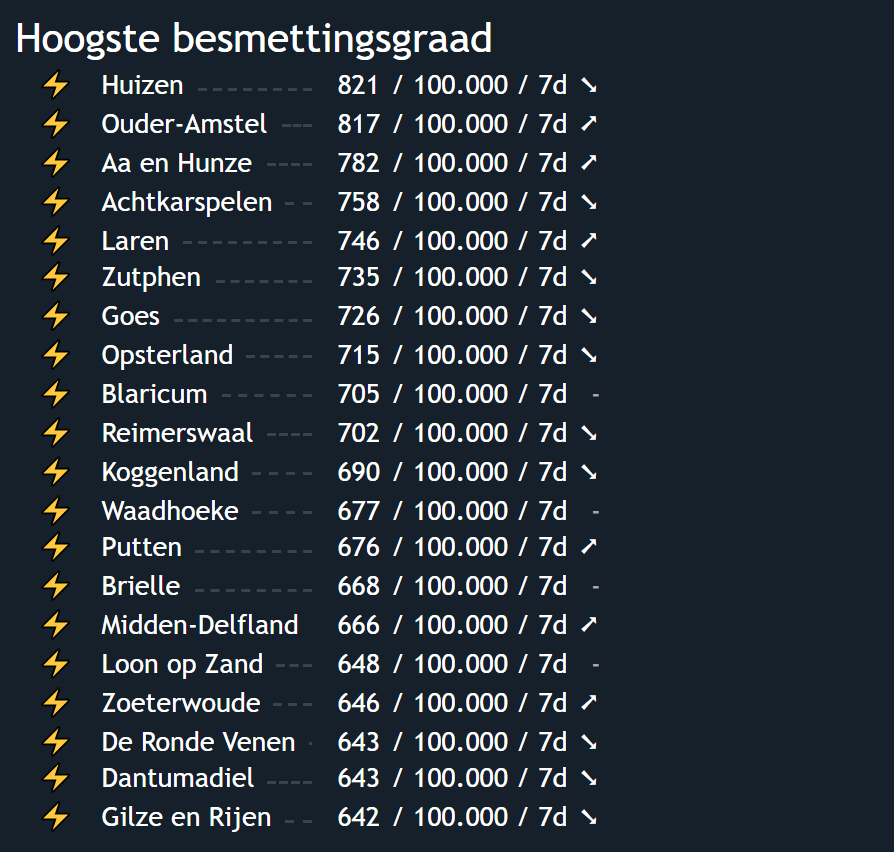 Hoogste besmettingsgraad
⚡ Huizen -------- 821 / 100.000 / 7d ➘
⚡ Ouder-Amstel --- 817 / 100.000 / 7d ➚
⚡ Aa en Hunze ---- 782 / 100.000 / 7d ➚
⚡ Achtkarspelen -- 758 / 100.000 / 7d ➘
⚡ Laren --------- 746 / 100.000 / 7d ➚
⚡ Zutphen ------- 735 / 100.000 / 7d ➘
⚡ Goes ---------- 726 / 100.000 / 7d ➘
⚡ Opsterland ----- 715 / 100.000 / 7d ➘
⚡ Blaricum ------- 705 / 100.000 / 7d -
⚡ Reimerswaal ---- 702 / 100.000 / 7d ➘
⚡ Koggenland ---- 690 / 100.000 / 7d ➘
⚡ Waadhoeke ---- 677 / 100.000 / 7d -
⚡ Putten -------- 676 / 100.000 / 7d ➚
⚡ Brielle -------- 668 / 100.000 / 7d -
⚡ Midden-Delfland 666 / 100.000 / 7d ➚
⚡ Loon op Zand --- 648 / 100.000 / 7d -
⚡ Zoeterwoude --- 646 / 100.000 / 7d ➚
⚡ De Ronde Venen - 643 / 100.000 / 7d ➘
⚡ Dantumadiel ---- 643 / 100.000 / 7d ➘
⚡ Gilze en Rijen -- 642 / 100.000 / 7d ➘